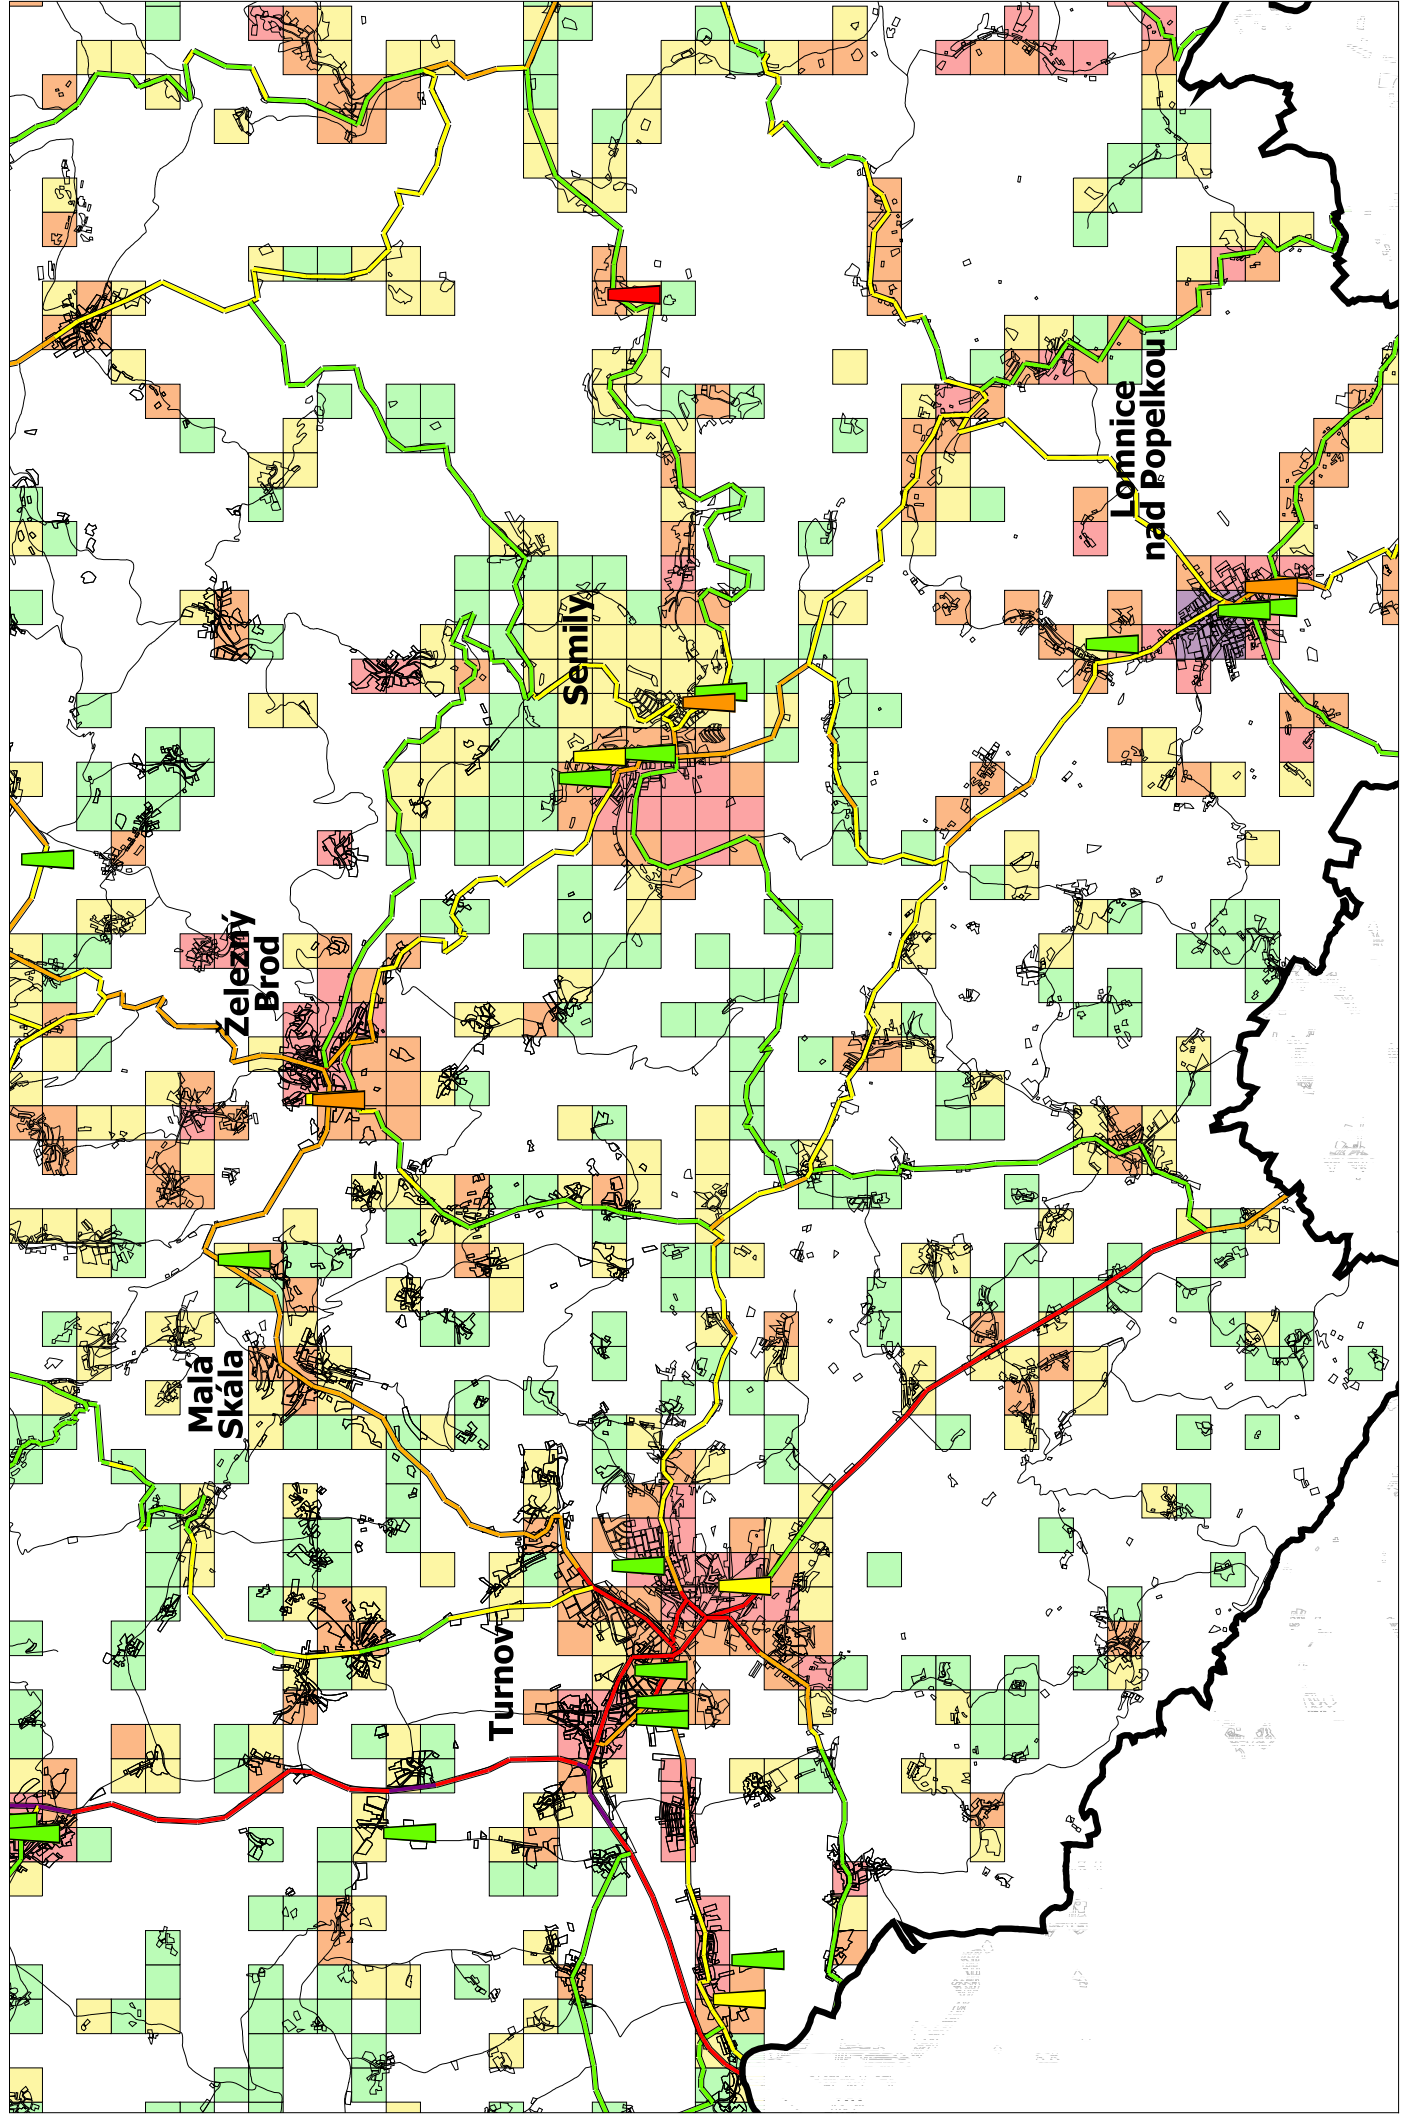 Turnov
Malá
Skála
Železný
Brod
Semily
Lomnice
nad Popelkou